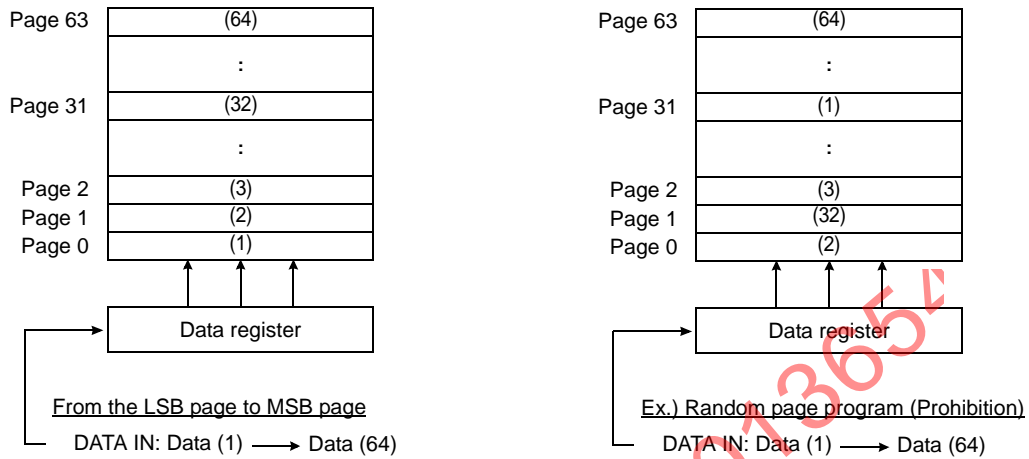 Page 63 (64)
:
Page 31 (32)
:
Page 2 (3)
Page 1 (2)
Page 0 (1)
Data register
From the LSB page to MSB page
DATA IN: Data (1) → Data (64)
Page 63 (64)
:
Page 31 (1)
:
Page 2 (3)
Page 1 (32)
Page 0 (2)
Data register
Ex.) Random page program (Prohibition)
DATA IN: Data (1) → Data (64)